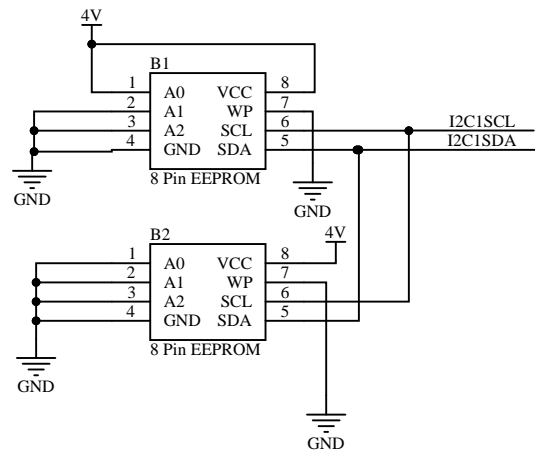 4V
B1
1 A0 VCC 8
2 A1 WP 7
3 A2 SCL 6 I2C1SCL
4 GND SDA 5 I2C1SDA
8 Pin EEPROM
GND
GND
B2
4V
1 A0 VCC 8
2 A1 WP 7
3 A2 SCL 6
4 GND SDA 5
8 Pin EEPROM
GND
GND